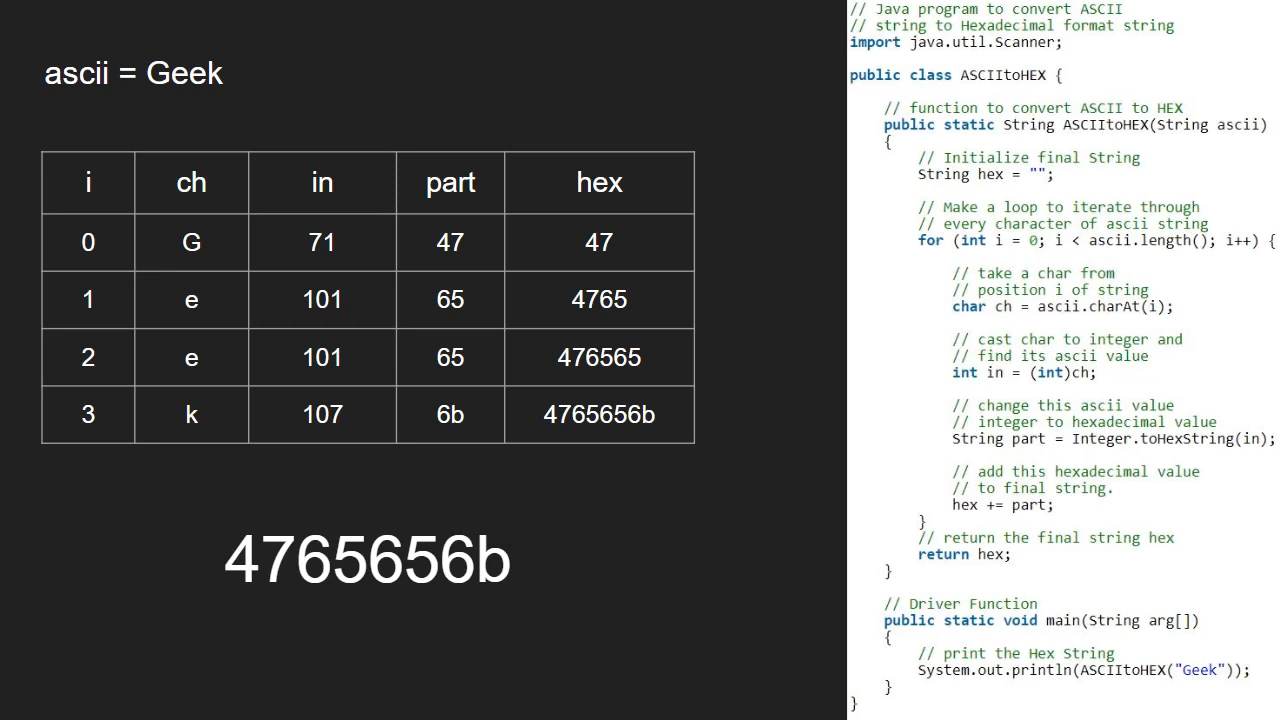 ascii = Geek
i ch in part hex
0 G 71 47 47
1 e 101 65 4765
2 e 101 65 476565
3 k 107 6b 4765656b
4765656b
// Java program to convert ASCII
// string to Hexadecimal format string
import java.util.Scanner;
public class ASCIItoHEX {
// function to convert ASCII to HEX
public static String ASCIItoHEX(String ascii)
{
// Initialize final String
String hex = "";
// Make a loop to iterate through
// every character of ascii string
for (int i = 0; i < ascii.length(); i++) {
// take a char from
// position i of string
char ch = ascii.charAt(i);
// cast char to integer and
// find its ascii value
int in = (int)ch;
// change this ascii value
// integer to hexadecimal value
String part = Integer.toHexString(in);
// add this hexadecimal value
// to final string.
hex += part;
}
// return the final string hex
return hex;
}
// Driver Function
public static void main(String arg[])
{
// print the Hex String
System.out.println(ASCIItoHEX("Geek"));
}
}